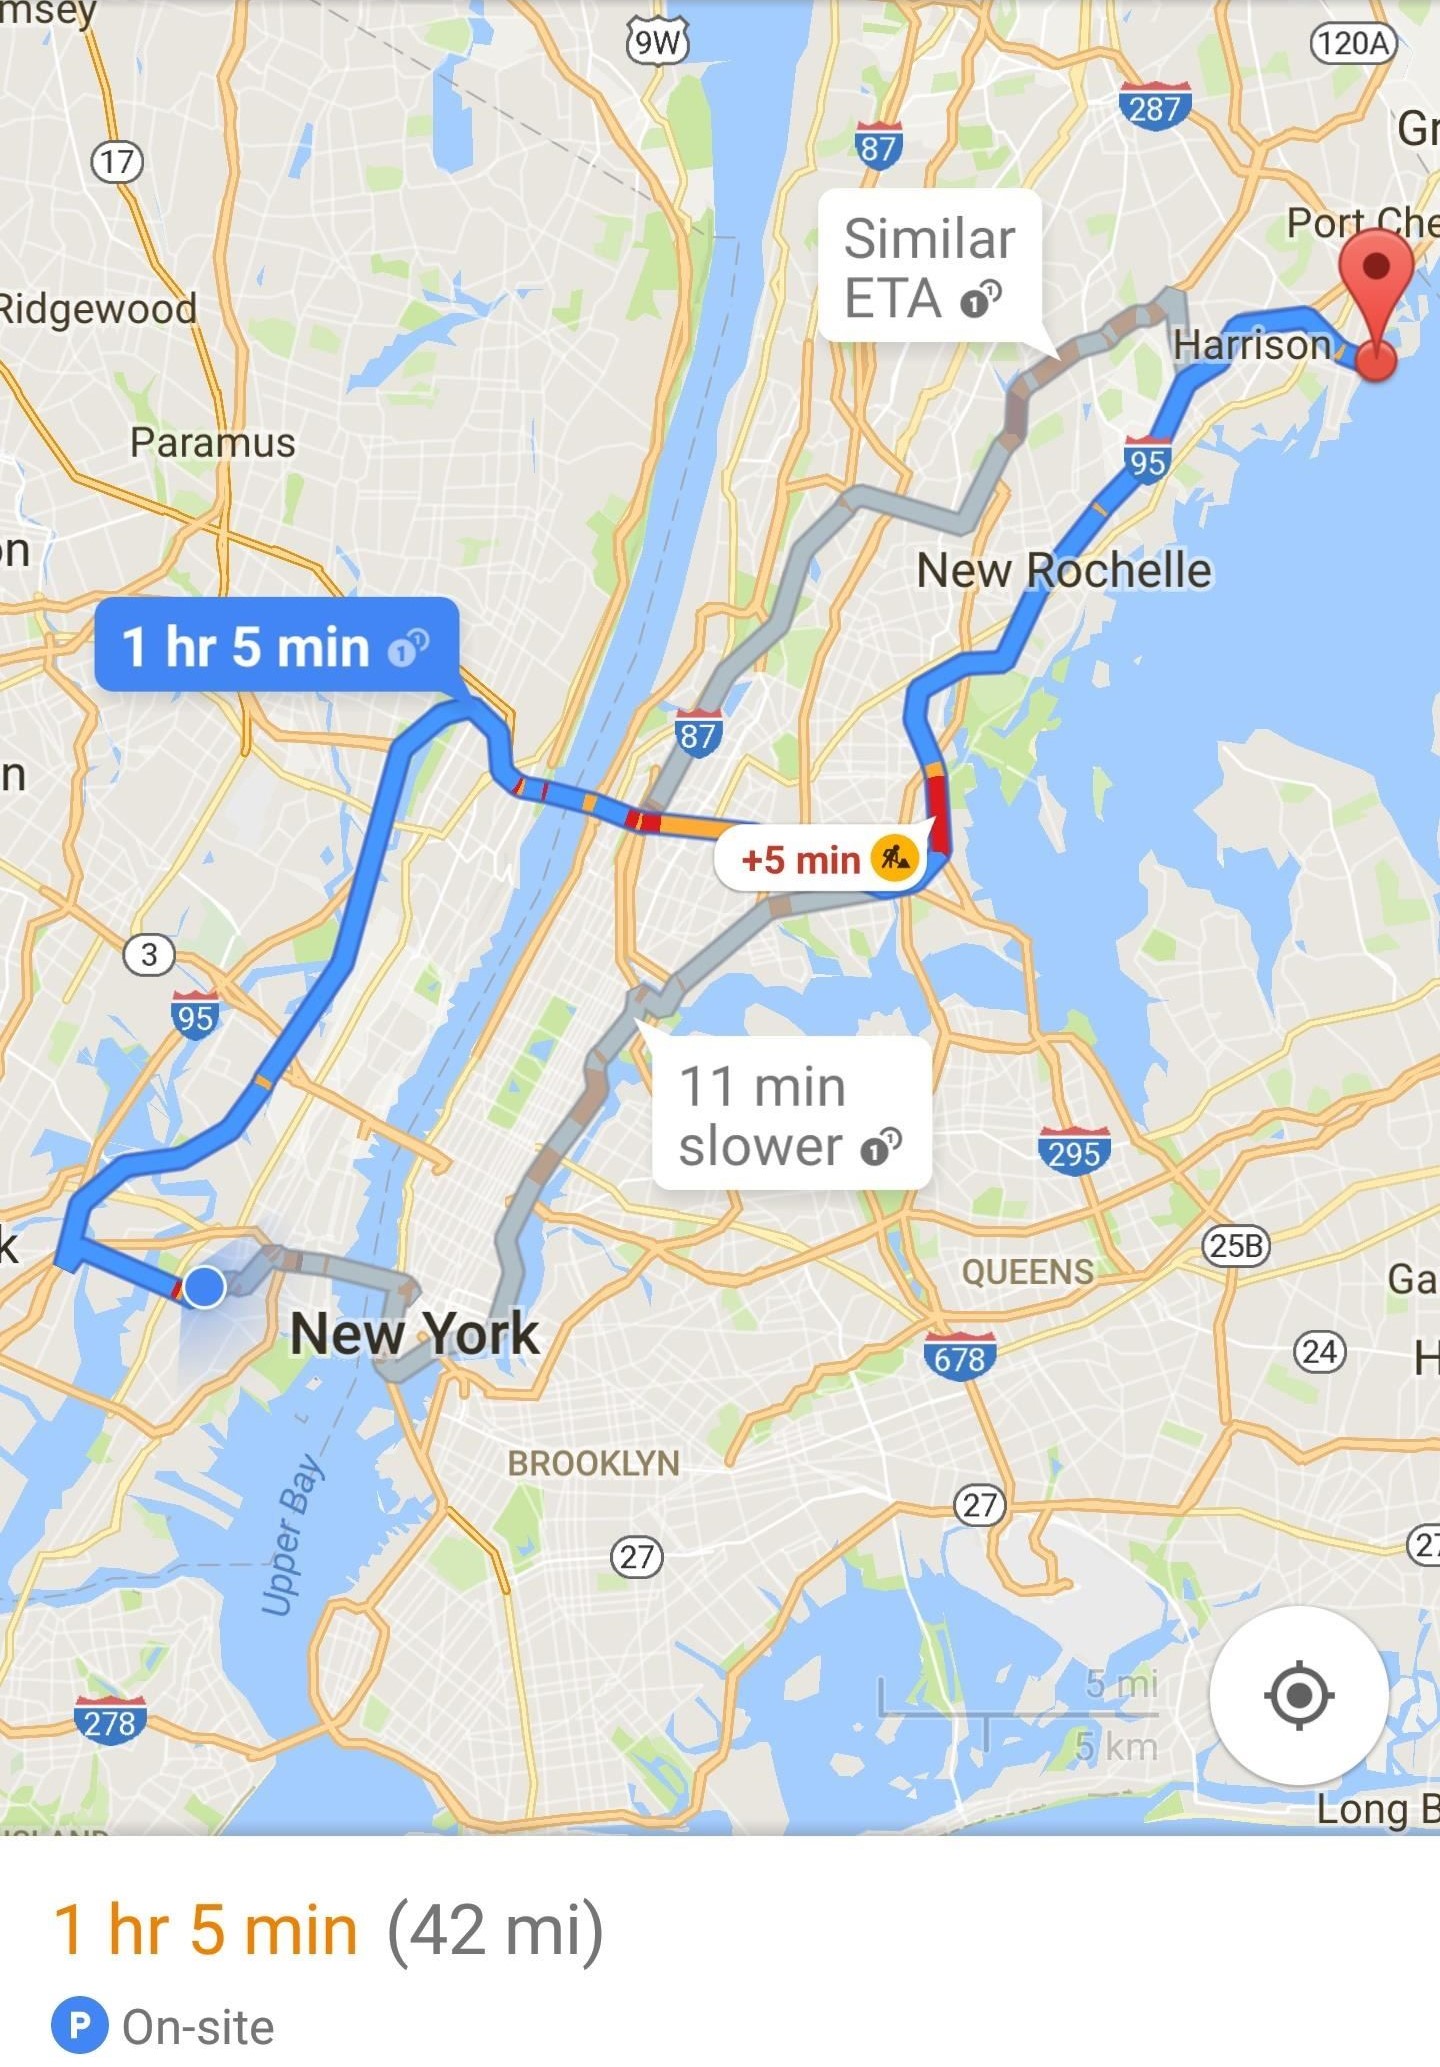 msey
9W
120A
287
Gr
87
17
Port Che
Similar
ETA
Ridgewood
Harrison
Paramus
95
on
New Rochelle
1 hr 5 min
87
n
+5 min
3
95
11 min
slower
295
k
25B
QUEENS
Ga
New York
24
H
678
BROOKLYN
Upper Bay
27
27
27
5 mi
278
5 km
Long B
1 hr 5 min (42 mi)
P On-site